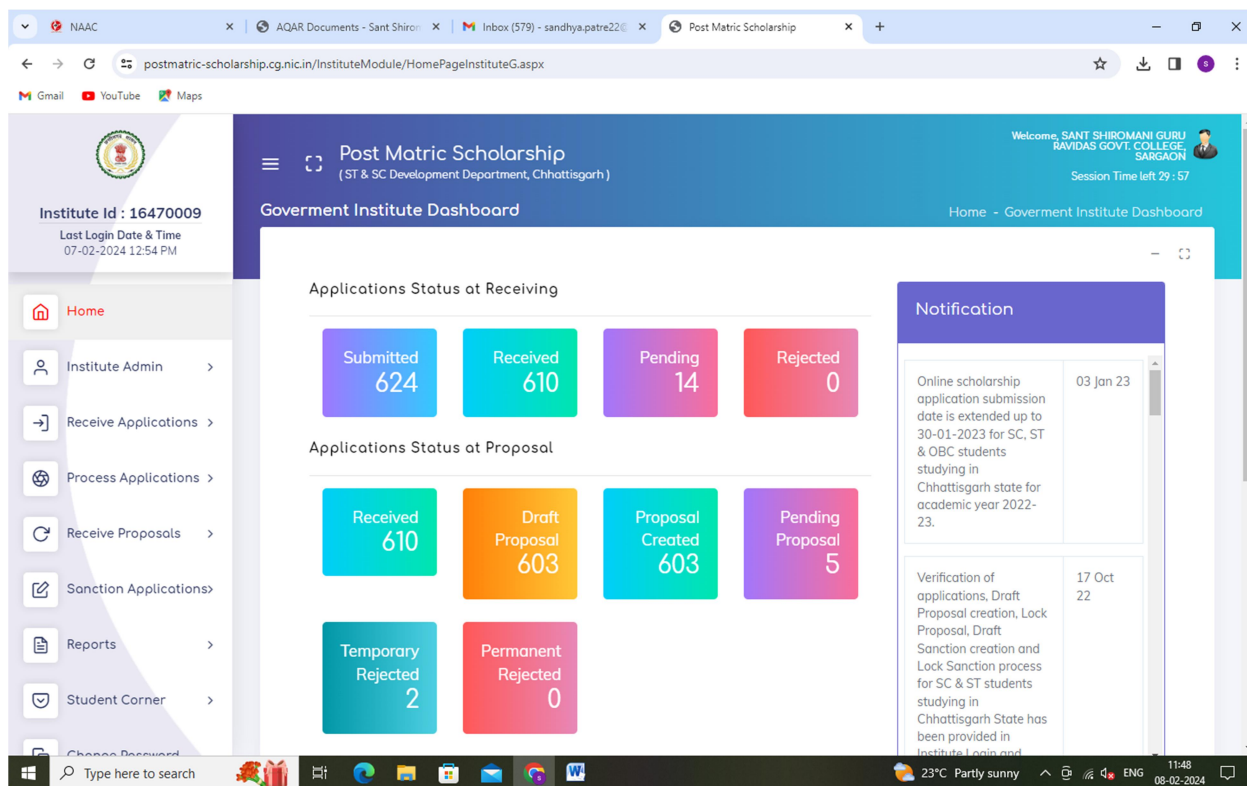 NAAC
AQAR Documents - Sant Shirom
Inbox (579) - sandhya.patre22@
Post Matric Scholarship
postmatric-scholarship.cg.nic.in/InstituteModule/HomePageInstituteG.aspx
Gmail
YouTube
Maps
Institute Id : 16470009
Last Login Date & Time
07-02-2024 12:54 PM
Home
Institute Admin
Receive Applications
Process Applications
Receive Proposals
Sanction Applications
Reports
Student Corner
Change Password
Post Matric Scholarship
(ST & SC Development Department, Chhattisgarh)
Welcome, SANT SHIROMANI GURU
RAVIDAS GOVT. COLLEGE,
SARGAON
Session Time left 29 : 57
Goverment Institute Dashboard
Home - Goverment Institute Dashboard
Applications Status at Receiving
Submitted
624
Received
610
Pending
14
Rejected
0
Applications Status at Proposal
Received
610
Draft
Proposal
603
Proposal
Created
603
Pending
Proposal
5
Temporary
Rejected
2
Permanent
Rejected
0
Notification
Online scholarship
application submission
date is extended up to
30-01-2023 for SC, ST
& OBC students
studying in
Chhattisgarh state for
academic year 2022-
23.
03 Jan 23
Verification of
applications, Draft
Proposal creation, Lock
Proposal, Draft
Sanction creation and
Lock Sanction process
for SC & ST students
studying in
Chhattisgarh State has
been provided in
Institute Login and
17 Oct
22
Type here to search
23°C Partly sunny
ENG
11:48
08-02-2024